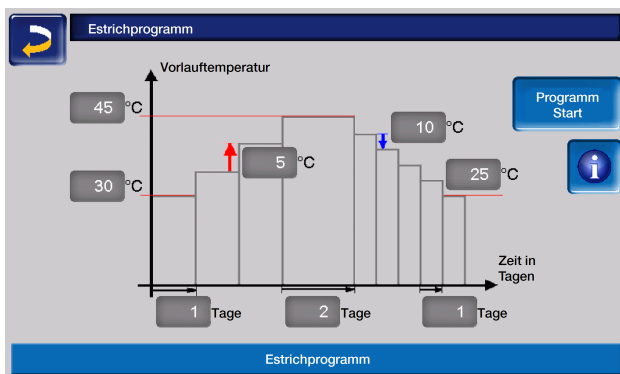 Estrichprogramm
Vorlauftemperatur
45 °C
Programm
Start
10 °C
5 °C
30 °C
25 °C
Zeit in
Tagen
1 Tage
2 Tage
1 Tage
Estrichprogramm